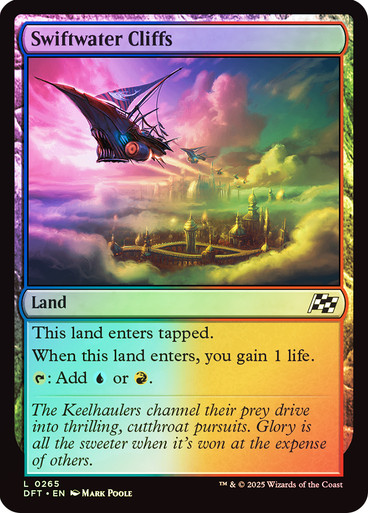 Swiftwater Cliffs
Land
This land enters tapped.
When this land enters, you gain 1 life.
: Add or .
The Keelhaulers channel their prey drive
into thrilling, cutthroat pursuits. Glory is
all the sweeter when it's won at the expense
of others.
L 0265
DFT • EN Mark Poole
™ & © 2025 Wizards of the Coast